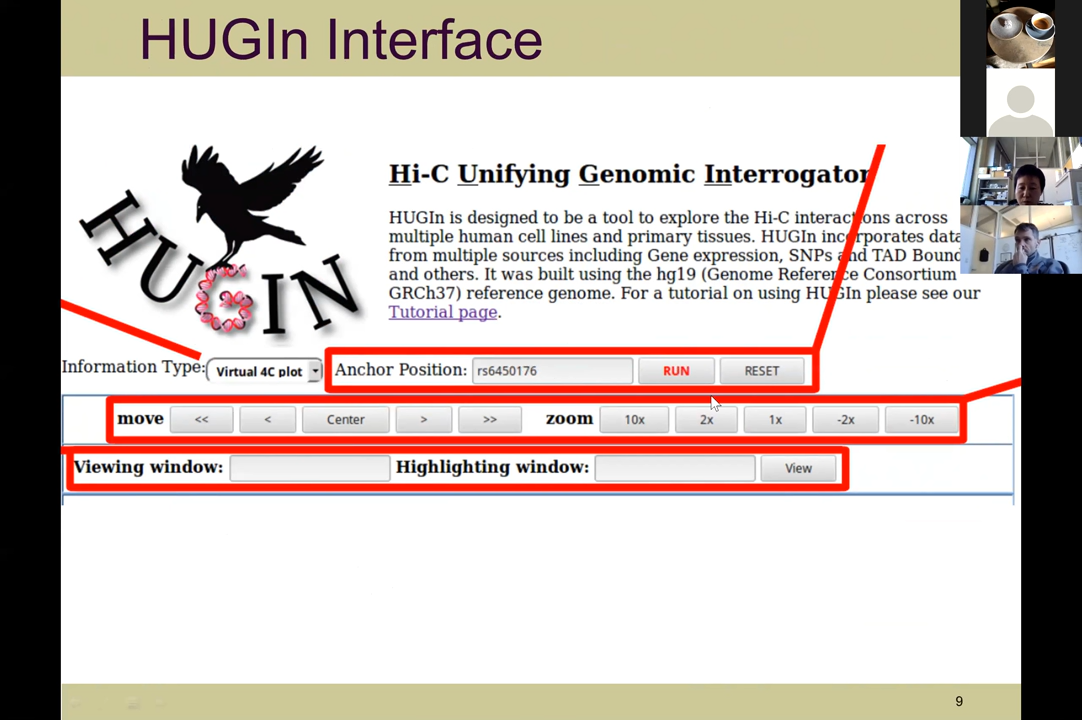 HUGIn Interface
HUGIN
Hi-C Unifying Genomic Interrogator
HUGIn is designed to be a tool to explore the Hi-C interactions across
multiple human cell lines and primary tissues. HUGIn incorporates data
from multiple sources including Gene expression, SNPs and TAD Bound
and others. It was built using the hg19 (Genome Reference Consortium
GRCh37) reference genome. For a tutorial on using HUGIn please see our
Tutorial page.
Information Type: Virtual 4C plot Anchor Position: rs6450176 RUN RESET
move << < Center > >> zoom 10x 2x 1x -2x -10x
Viewing window: Highlighting window: View
9